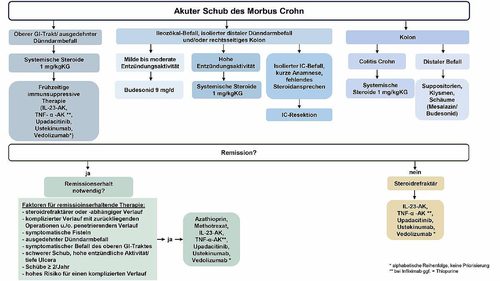 Akuter Schub des Morbus Crohn
Oberer GI-Trakt/ ausgedehnter
Dünndarmbefall
Systemische Steroide
1 mg/kgKG
Frühzeitige
immunsuppressive
Therapie
(IL-23-AK,
TNF- α -AK **,
Upadacitinib,
Ustekinumab,
Vedolizumab*)
Ileozökal-Befall, isolierter distaler Dünndarmbefall
und/oder rechtsseitiges Kolon
Milde bis moderate
Entzündungsaktivität
Budesonid 9 mg/d
Hohe
Entzündungsaktivität
Systemische Steroide
1 mg/kgKG
Isolierter IC-Befall,
kurze Anamnese,
fehlendes
Steroidansprechen
IC-Resektion
Kolon
Colitis Crohn
Systemische
Steroide 1 mg/kgKG
Distaler Befall
Suppositorien,
Klysmen,
Schäume
(Mesalazin/
Budesonid)
Remission?
ja
nein
Remissionserhalt
notwendig?
Faktoren für remissionserhaltende Therapie:
- steroidrefraktärer oder -abhängiger Verlauf
- komplizierter Verlauf mit zurückliegenden
Operationen u./o. penetrierendem Verlauf
- symptomatische Fisteln
- ausgedehnter Dünndarmbefall
- symptomatischer Befall des oberen GI-Traktes
- schwerer Schub, hohe entzündliche Aktivität/
tiefe Ulcera
- Schübe ≥ 2/Jahr
- hohes Risiko für einen komplizierten Verlauf
ja
Azathioprin,
Methotrexat,
IL-23-AK,
TNF-α-AK**,
Upadacitinib,
Ustekinumab,
Vedolizumab *
Steroidrefraktär
IL-23-AK,
TNF-α-AK **,
Upadacitinib,
Ustekinumab,
Vedolizumab *
* alphabetische Reihenfolge, keine Priorisierung
** bei Infliximab ggf. + Thiopurine